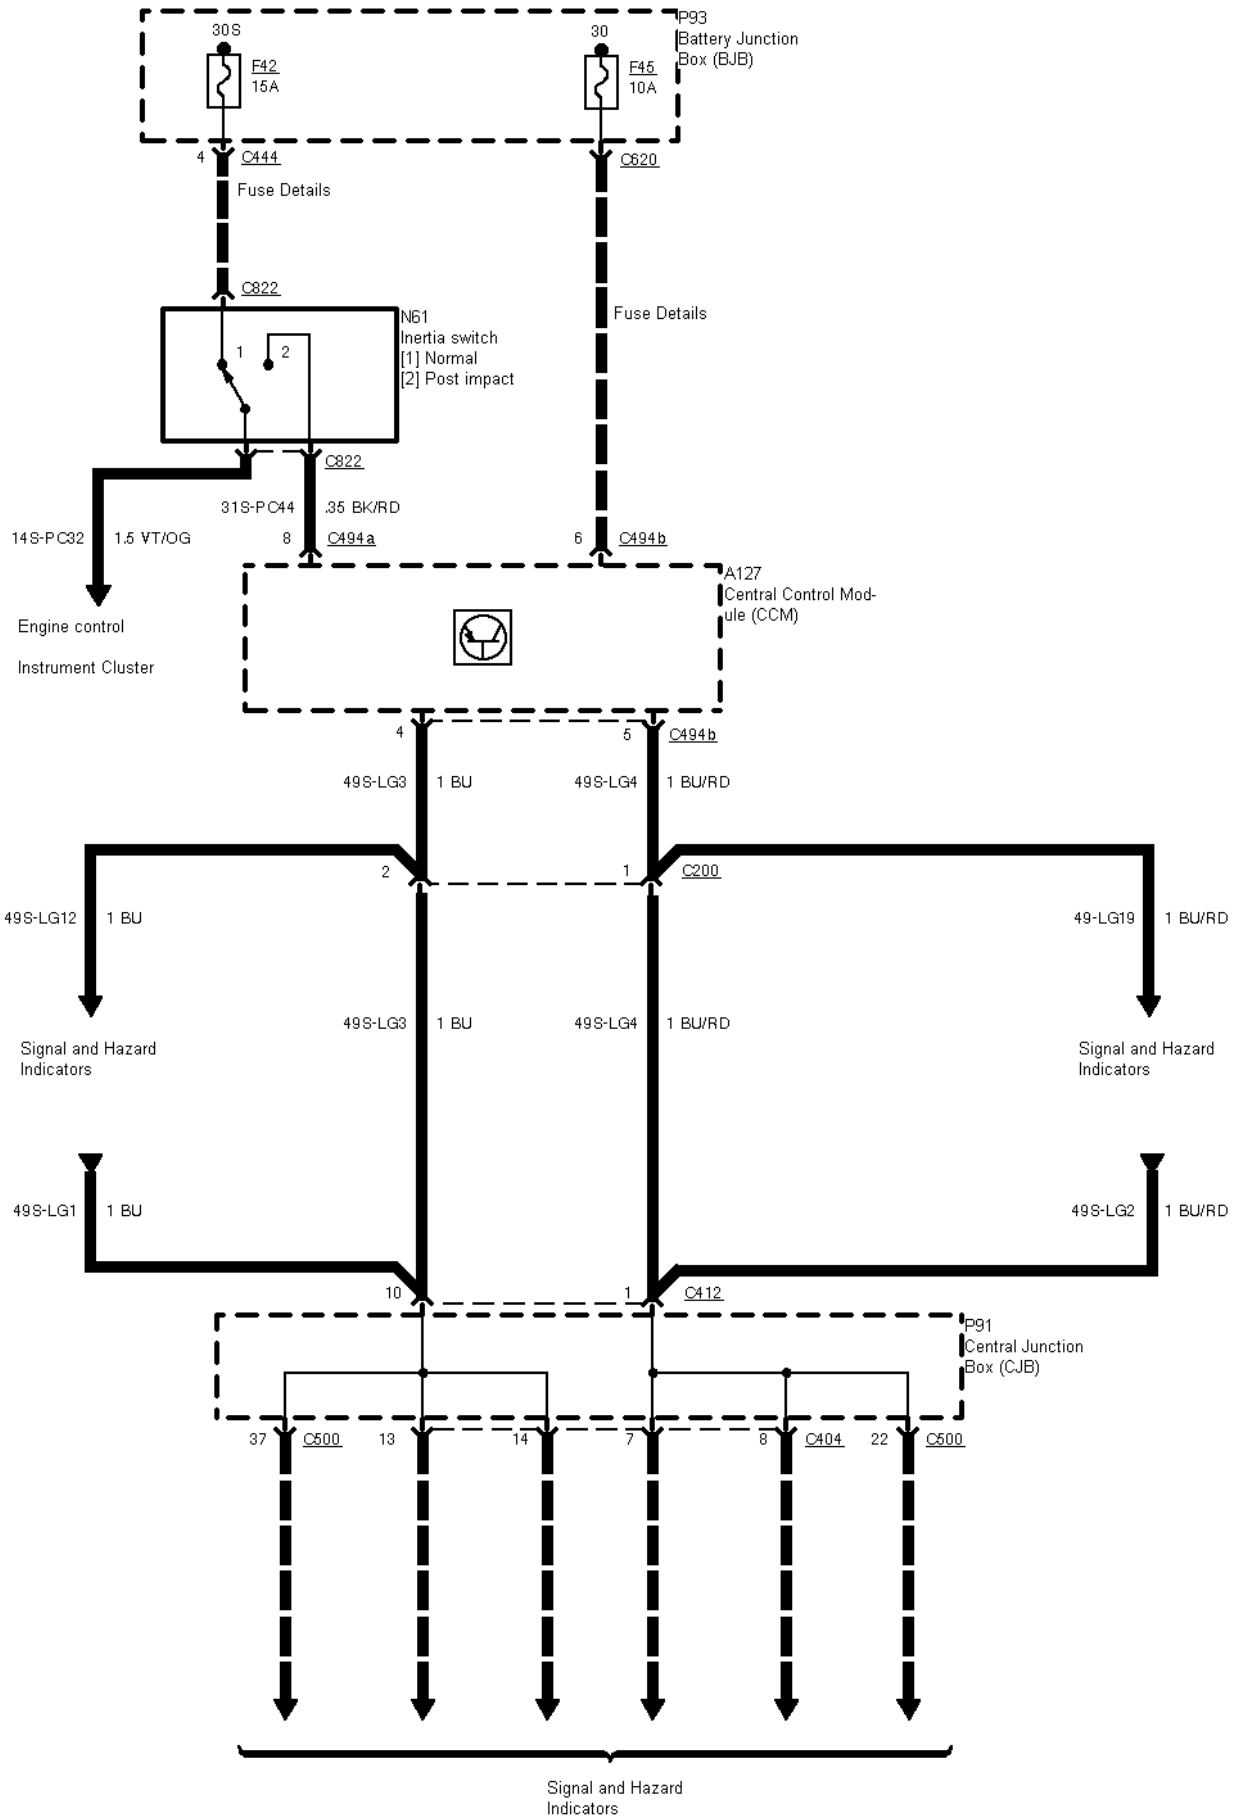 P93
30S
30
Battery Junction
Box (BJB)
F42
15A
F45
10A
4
C444
C620
Fuse Details
C822
Fuse Details
N61
Inertia switch
[1] Normal
[2] Post impact
1
2
C822
31S-PC44
.35 BK/RD
14S-PC32
1.5 VT/OG
8
C494a
6
C494b
A127
Central Control Mod-
ule (CCM)
Engine control
Instrument Cluster
4
5
C494b
49S-LG3
1 BU
49S-LG4
1 BU/RD
2
1
C200
49S-LG12
1 BU
49-LG19
1 BU/RD
49S-LG3
1 BU
49S-LG4
1 BU/RD
Signal and Hazard
Indicators
Signal and Hazard
Indicators
49S-LG1
1 BU
49S-LG2
1 BU/RD
10
1
C412
P91
Central Junction
Box (CJB)
37
C500
13
14
7
8
C404
22
C500
Signal and Hazard
Indicators